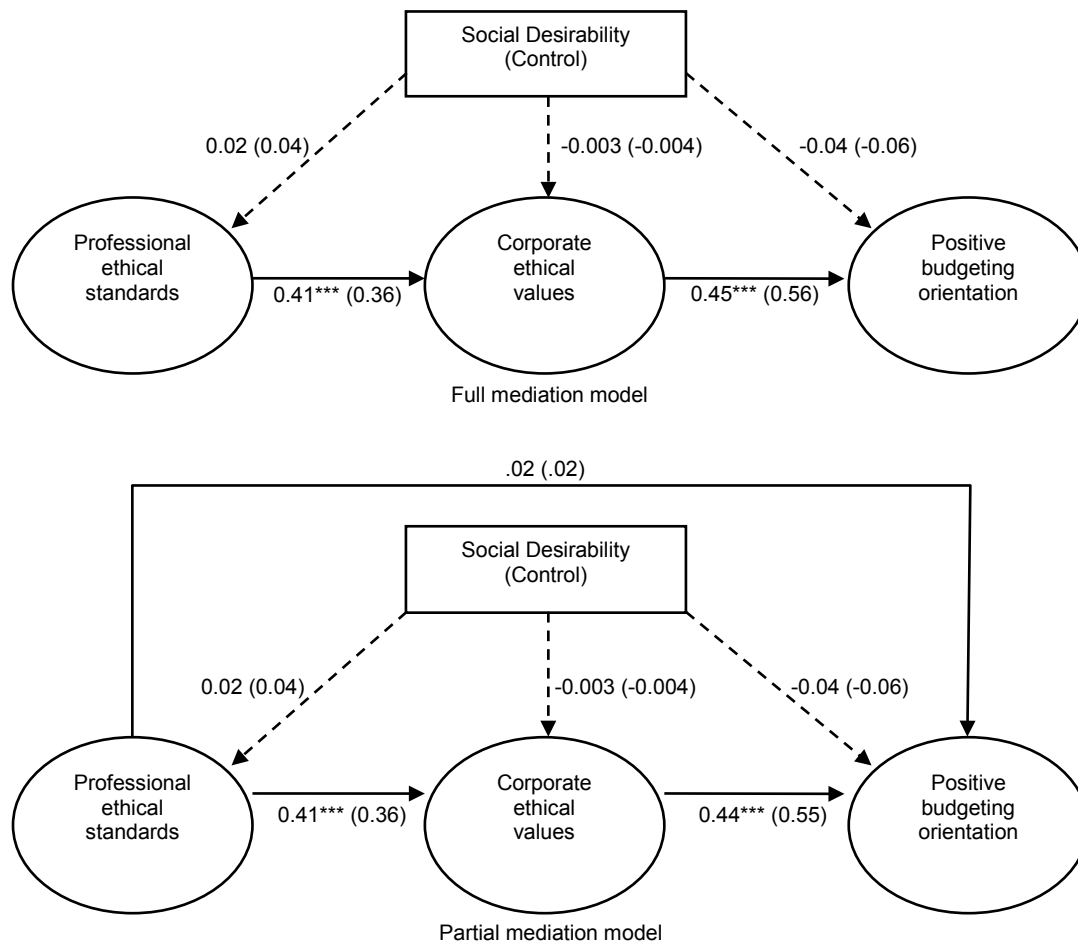 Social Desirability
(Control)
0.02 (0.04)
-0.003 (-0.004)
-0.04 (-0.06)
Professional
ethical
standards
0.41*** (0.36)
Corporate
ethical
values
0.45*** (0.56)
Positive
budgeting
orientation
Full mediation model
.02 (.02)
Social Desirability
(Control)
0.02 (0.04)
-0.003 (-0.004)
-0.04 (-0.06)
Professional
ethical
standards
0.41*** (0.36)
Corporate
ethical
values
0.44*** (0.55)
Positive
budgeting
orientation
Partial mediation model